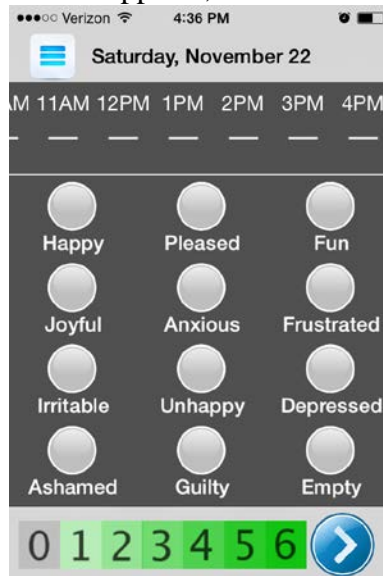 Verizon 4:36 PM
Saturday, November 22
AM 11AM 12PM 1PM 2PM 3PM 4PM
Happy Pleased Fun
Joyful Anxious Frustrated
Irritable Unhappy Depressed
Ashamed Guilty Empty
0 1 2 3 4 5 6